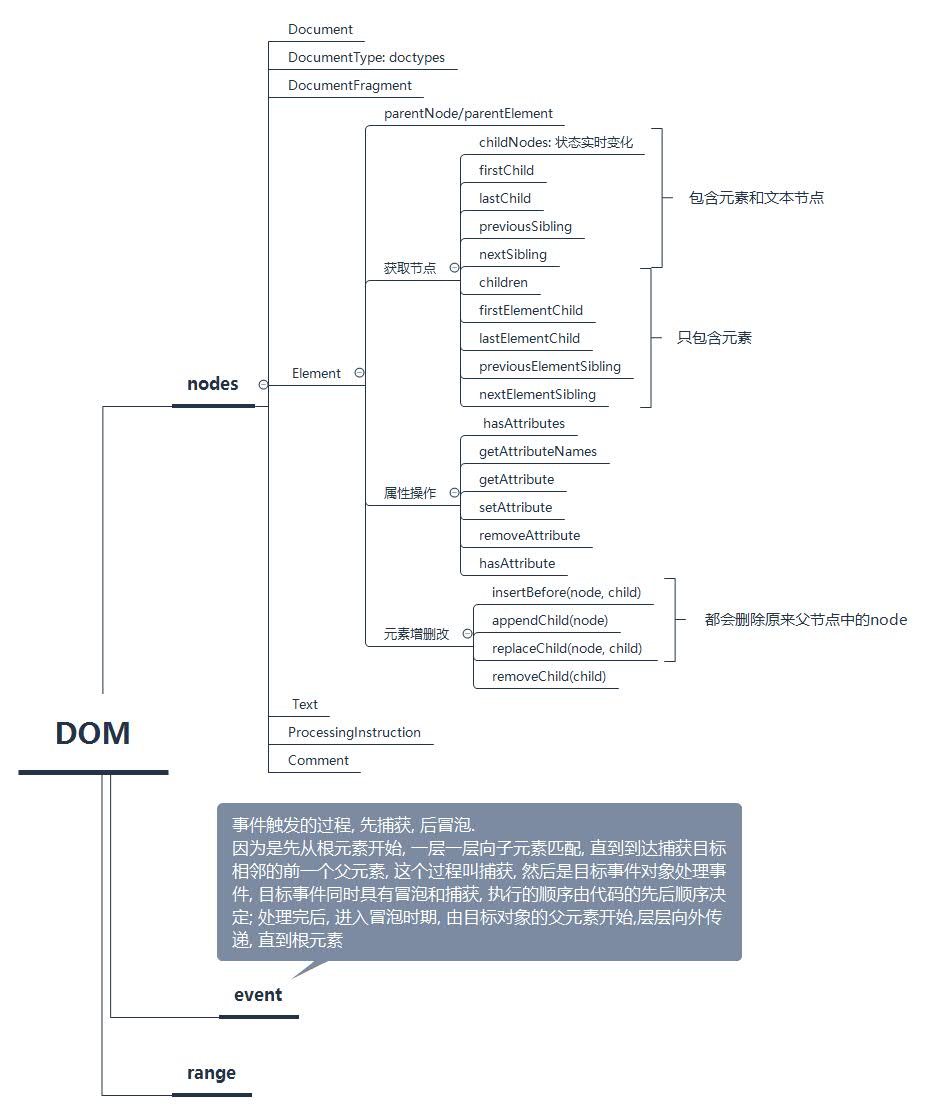 Document
DocumentType: doctypes
DocumentFragment
parentNode/parentElement
childNodes: 状态实时变化
firstChild
lastChild
包含元素和文本节点
previousSibling
nextSibling
获取节点
children
firstElementChild
lastElementChild
只包含元素
previousElementSibling
nextElementSibling
Element
nodes
hasAttributes
getAttributeNames
getAttribute
属性操作
setAttribute
removeAttribute
hasAttribute
insertBefore(node, child)
appendChild(node)
都会删除原来父节点中的node
元素增删改
replaceChild(node, child)
removeChild(child)
Text
ProcessingInstruction
Comment
DOM
事件触发的过程, 先捕获, 后冒泡.
因为是先从根元素开始, 一层一层向子元素匹配, 直到到达捕获目标
相邻的前一个父元素, 这个过程叫捕获, 然后是目标事件对象处理事
件, 目标事件同时具有冒泡和捕获, 执行的顺序由代码的先后顺序决
定; 处理完后, 进入冒泡时期, 由目标对象的父元素开始,层层向外传
递, 直到根元素
event
range